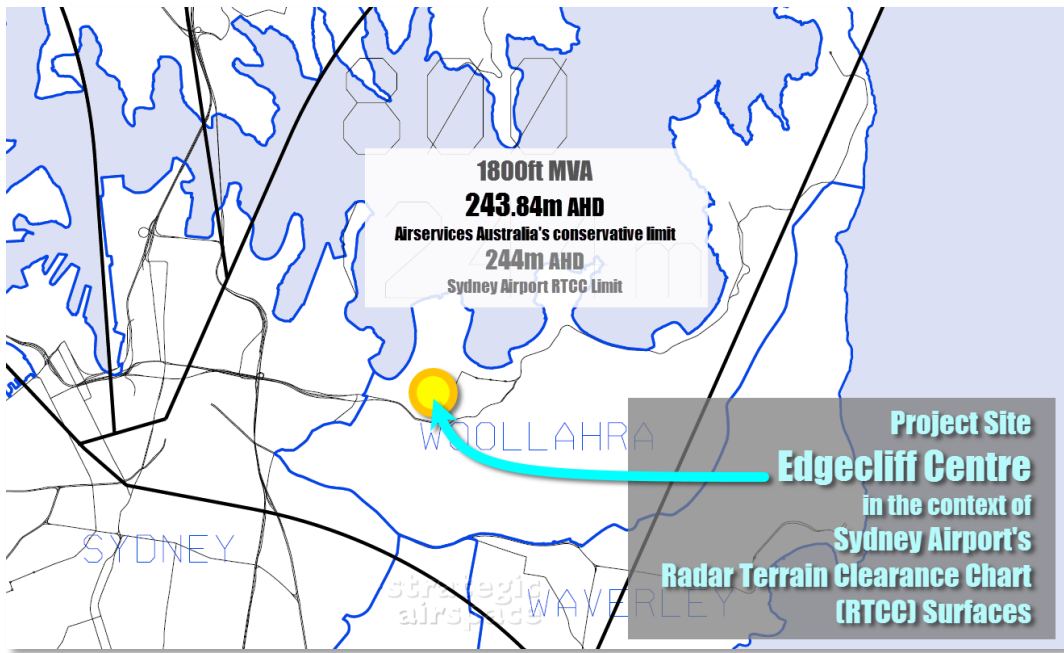 800
1800ft MVA
243.84m AHD
Airservices Australia's conservative limit
244m AHD
Sydney Airport RTCC Limit
WOOLLAHRA
Project Site
Edgecliff Centre
in the context of
Sydney Airport's
Radar Terrain Clearance Chart
(RTCC) Surfaces
SYDNEY
WAVERLEY
strategic
airspace